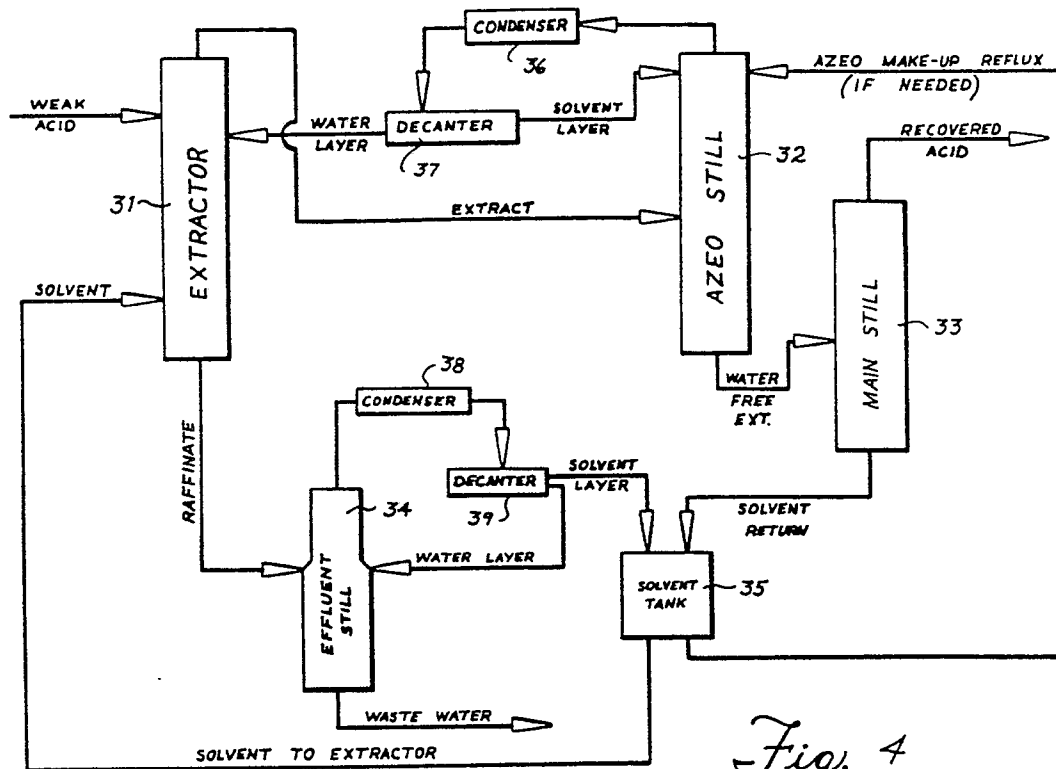 CONDENSER
36
AZEO MAKE-UP REFLUX
(IF NEEDED)
WEAK
ACID
WATER
LAYER
DECANTER
37
SOLVENT
LAYER
RECOVERED
ACID
31
EXTRACTOR
32
AZEO STILL
EXTRACT
SOLVENT
33
MAIN STILL
WATER
FREE
EXT.
38
CONDENSER
RAFFINATE
DECANTER
39
SOLVENT
LAYER
SOLVENT
RETURN
34
EFFLUENT
STILL
WATER LAYER
SOLVENT
TANK
35
WASTE WATER
SOLVENT TO EXTRACTOR
Fig. 4